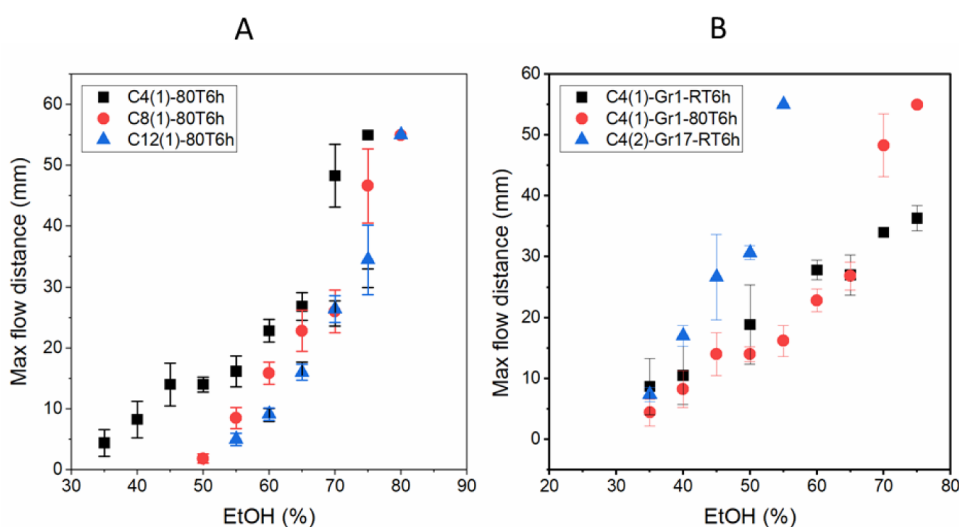 A
B
60
50
40
30
20
10
0
Max flow distance (mm)
C4(1)-80T6h
C8(1)-80T6h
C12(1)-80T6h
30 40 50 60 70 80 90
EtOH (%)
60
50
40
30
20
10
0
Max flow distance (mm)
C4(1)-Gr1-RT6h
C4(1)-Gr1-80T6h
C4(2)-Gr17-RT6h
20 30 40 50 60 70 80
EtOH (%)